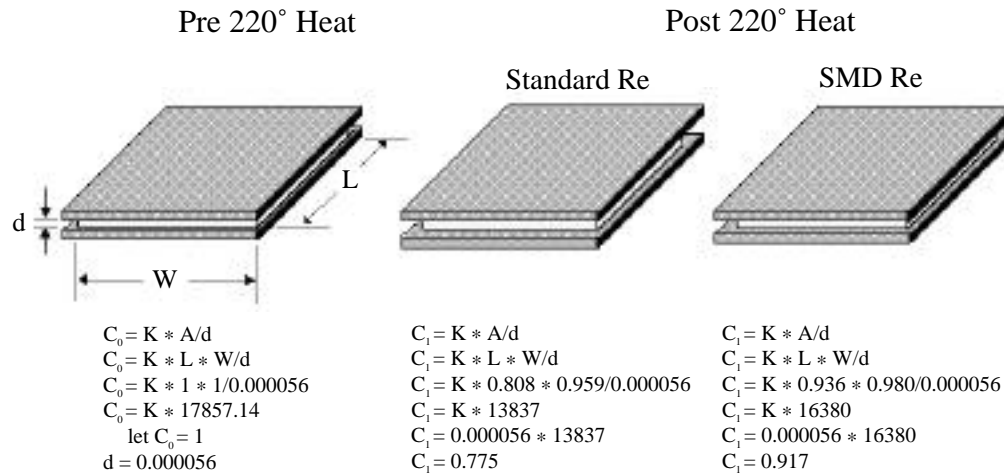 Pre 220˚ Heat
Post 220˚ Heat
Standard Re
SMD Re
L
d
W
C₀ = K * A/d
C₀ = K * L * W/d
C₀ = K * 1 * 1/0.000056
C₀ = K * 17857.14
let C₀ = 1
d = 0.000056
C₁ = K * A/d
C₁ = K * L * W/d
C₁ = K * 0.808 * 0.959/0.000056
C₁ = K * 13837
C₁ = 0.000056 * 13837
C₁ = 0.775
C₁ = K * A/d
C₁ = K * L * W/d
C₁ = K * 0.936 * 0.980/0.000056
C₁ = K * 16380
C₁ = 0.000056 * 16380
C₁ = 0.917